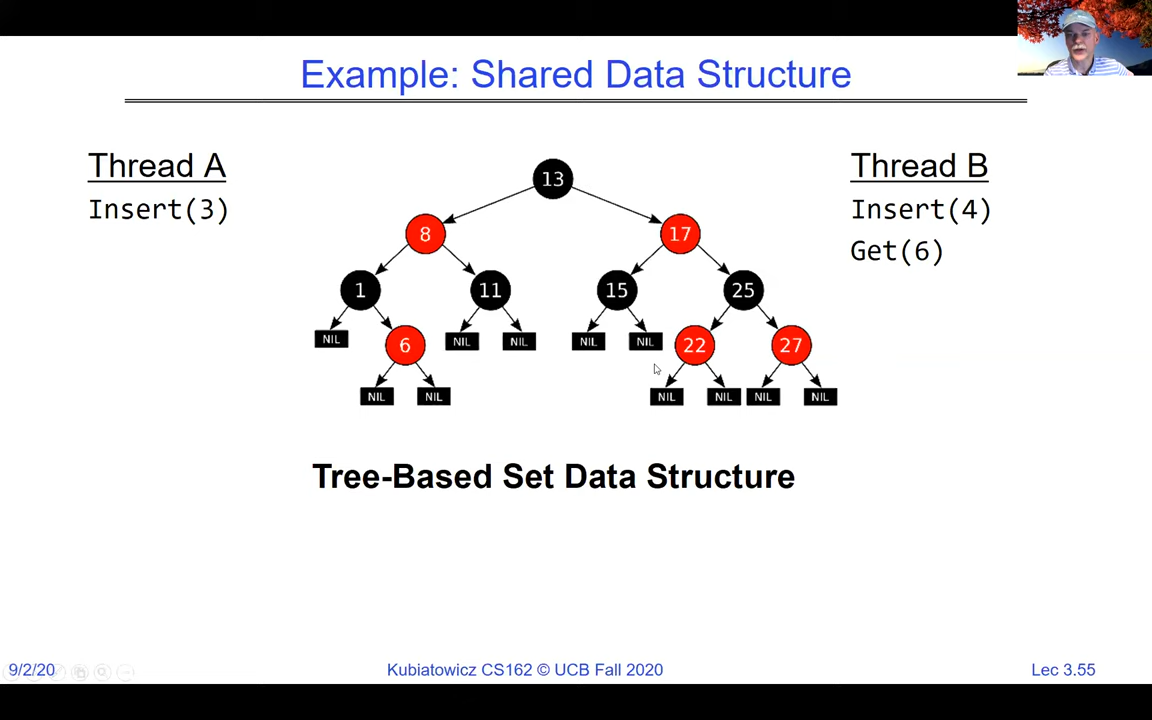 Example: Shared Data Structure
Thread A
Insert(3)
Thread B
Insert(4)
Get(6)
13
8
17
1
11
15
25
NIL
6
NIL
NIL
NIL
NIL
22
27
NIL
NIL
NIL
NIL
NIL
NIL
Tree-Based Set Data Structure
9/2/20
Kubiatowicz CS162 © UCB Fall 2020
Lec 3.55